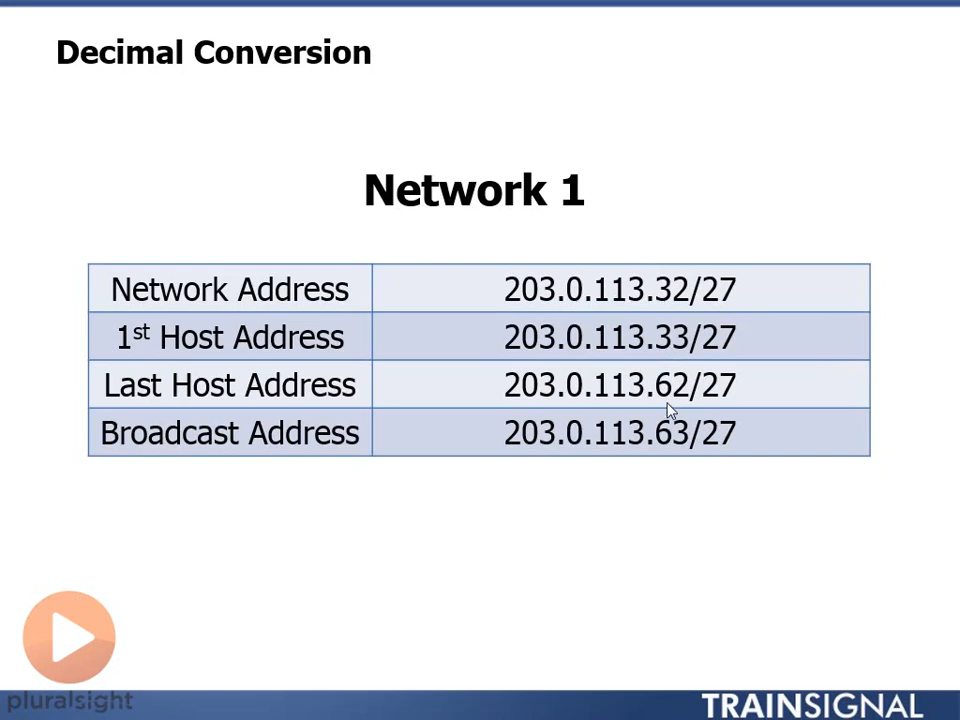 Decimal Conversion
Network 1
Network Address 203.0.113.32/27
1st Host Address 203.0.113.33/27
Last Host Address 203.0.113.62/27
Broadcast Address 203.0.113.63/27
pluralsight
TRAINSIGNAL